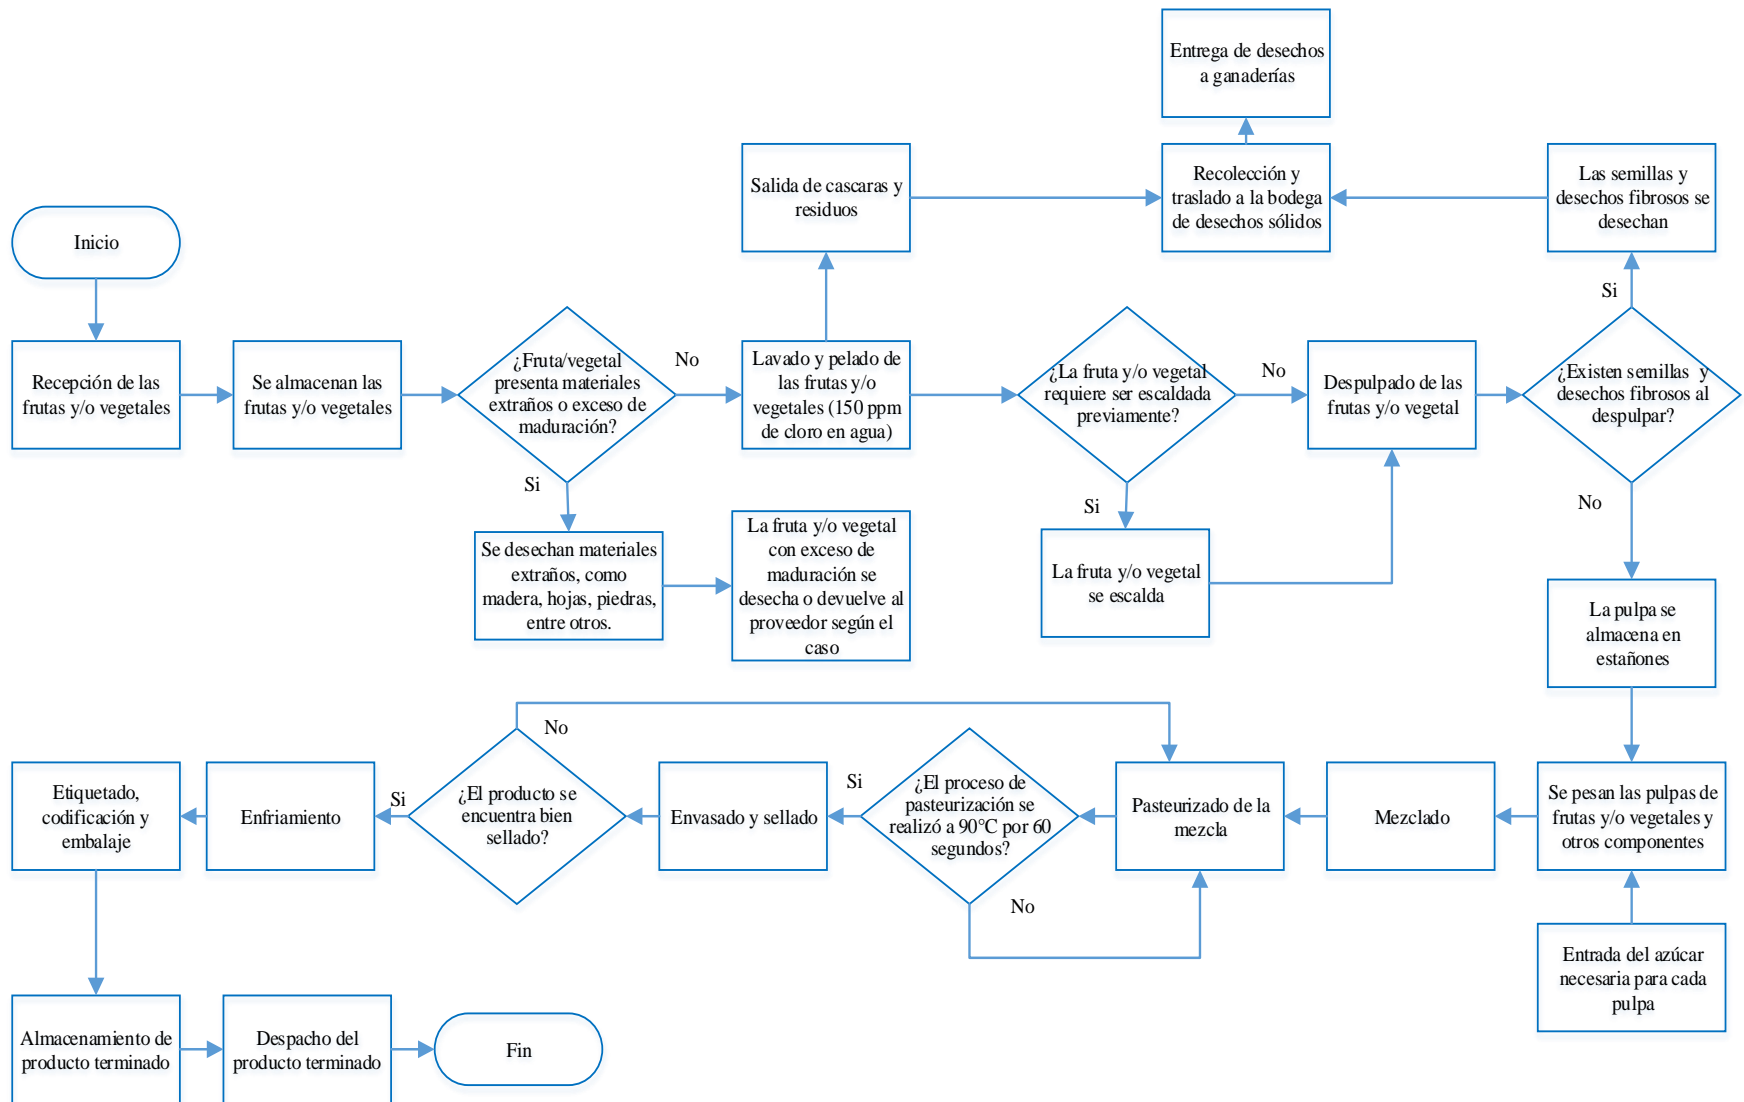 Entrega de desechos
a ganaderías
Salida de cascaras y
residuos
Recolección y
traslado a la bodega
de desechos sólidos
Las semillas y
desechos fibrosos se
desechan
Inicio
Si
Recepción de las
frutas y/o vegetales
Se almacenan las
frutas y/o vegetales
¿Fruta/vegetal
presenta materiales
extraños o exceso de
maduración?
No
Lavado y pelado de
las frutas y/o
vegetales (150 ppm
de cloro en agua)
¿La fruta y/o vegetal
requiere ser escaldada
previamente?
No
Despulpado de las
frutas y/o vegetal
¿Existen semillas y
desechos fibrosos al
despulpar?
Si
Si
No
Se desechan materiales
extraños, como
madera, hojas, piedras,
entre otros.
La fruta y/o vegetal
con exceso de
maduración se
desecha o devuelve al
proveedor según el
caso
La fruta y/o vegetal
se escalda
La pulpa se
almacena en
estañones
No
Etiquetado,
codificación y
embalaje
Enfriamiento
Si
¿El producto se
encuentra bien
sellado?
Envasado y sellado
Si
¿El proceso de
pasteurización se
realizó a 90°C por 60
segundos?
Pasteurizado de la
mezcla
Mezclado
Se pesan las pulpas de
frutas y/o vegetales y
otros componentes
No
Entrada del azúcar
necesaria para cada
pulpa
Almacenamiento de
producto terminado
Despacho del
producto terminado
Fin